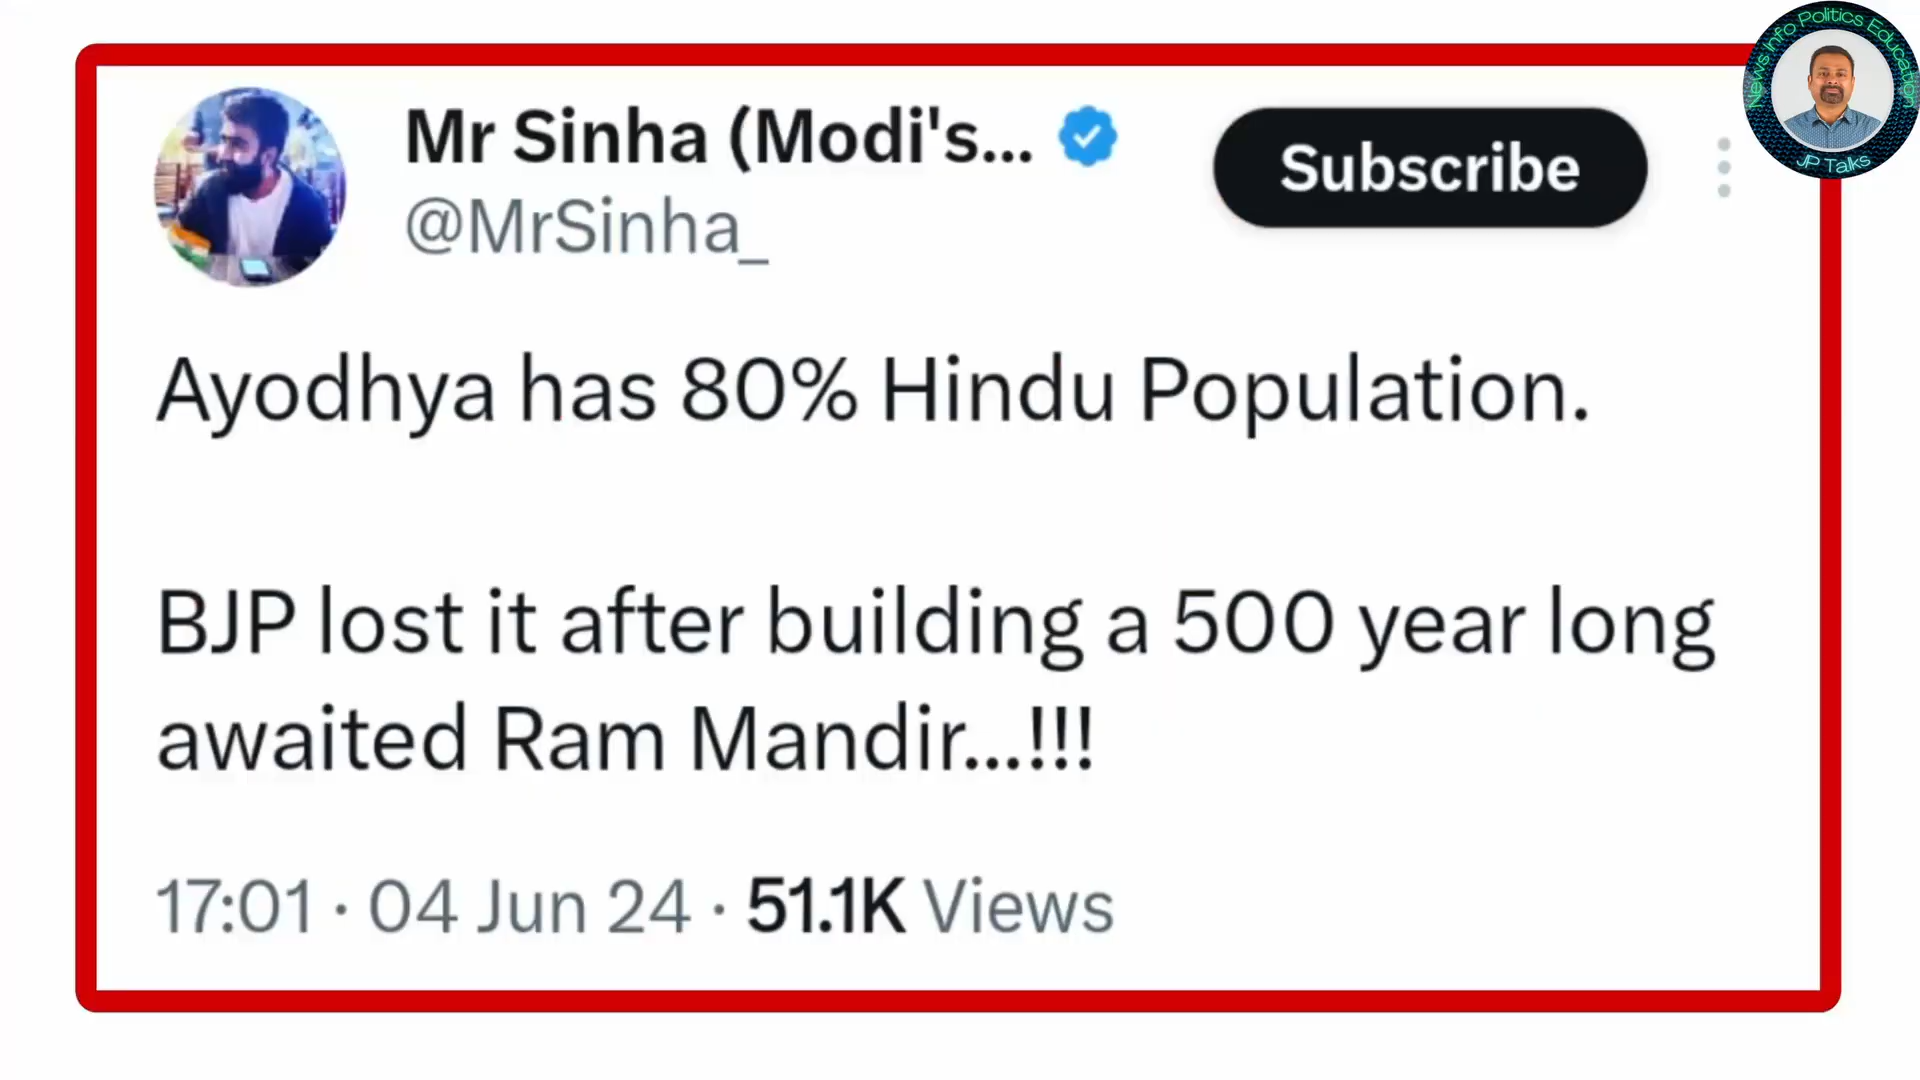 Mr Sinha (Modi's...
Subscribe
@MrSinha_
Ayodhya has 80% Hindu Population.
BJP lost it after building a 500 year long
awaited Ram Mandir...!!!
17:01 · 04 Jun 24 · 51.1K Views
News Info Politics Education
JP Talks